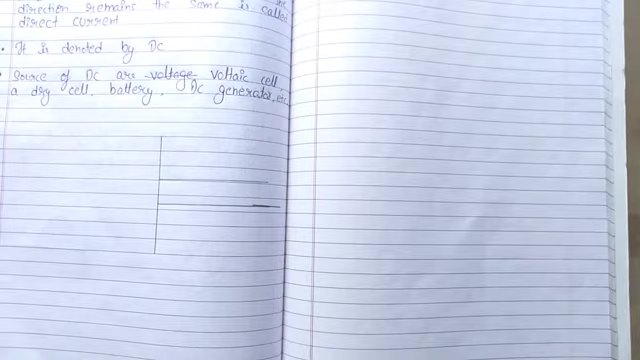 direction remains the same is called
direct current
• It is denoted by Dc
• Source of Dc are voltage voltaic cell,
a dry cell, battery, Dc generator, etc.